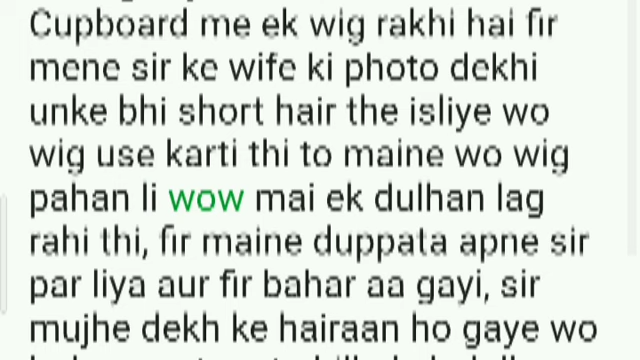 Cupboard me ek wig rakhi hai fir
mene sir ke wife ki photo dekhi
unke bhi short hair the isliye wo
wig use karti thi to maine wo wig
pahan li wow mai ek dulhan lag
rahi thi, fir maine duppata apne sir
par liya aur fir bahar aa gayi, sir
mujhe dekh ke hairaan ho gaye wo